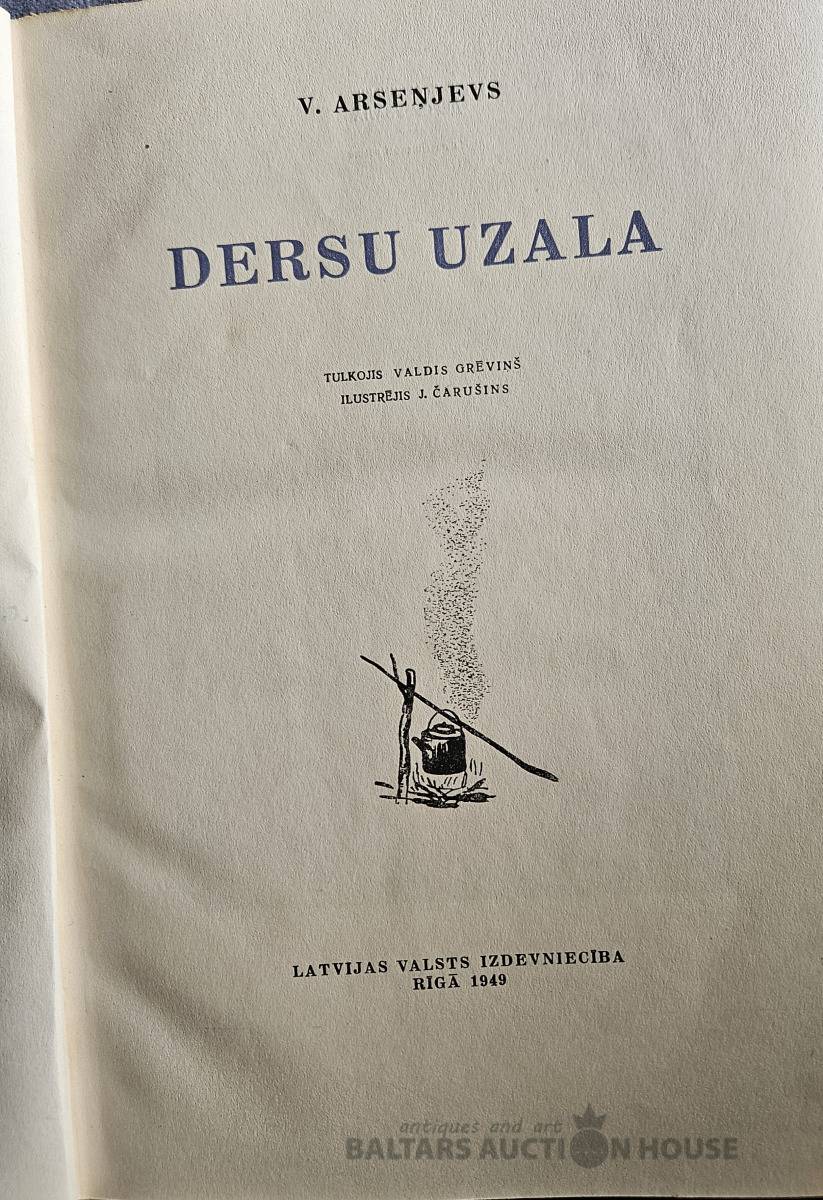 V. ARSEŅJEVS
DERSU UZALA
TULKOJIS VALDIS GRĒVIŅŠ
ILUSTRĒJIS J. ČARUŠINS
LATVIJAS VALSTS IZDEVNIECĪBA
RĪGĀ 1949
antiques and art
BALTARS AUCTION HOUSE